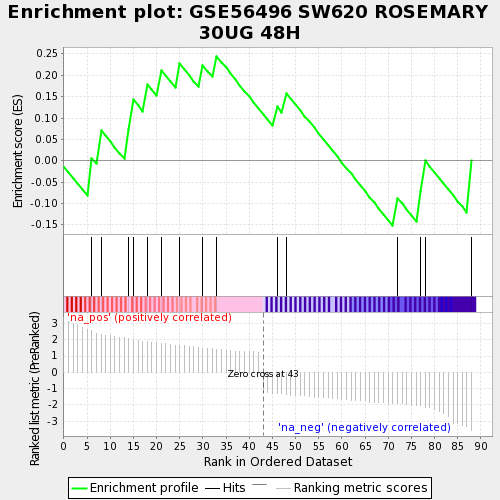 Enrichment plot: GSE56496 SW620 ROSEMARY
30UG 48H
Enrichment score (ES)
0.25
0.20
0.15
0.10
0.05
0.00
-0.05
-0.10
-0.15
'na_pos' (positively correlated)
Ranked list metric (PreRanked)
3
2
1
0
-1
-2
-3
Zero cross at 43
'na_neg' (negatively correlated)
0 5 10 15 20 25 30 35 40 45 50 55 60 65 70 75 80 85 90
Rank in Ordered Dataset
Enrichment profile Hits Ranking metric scores